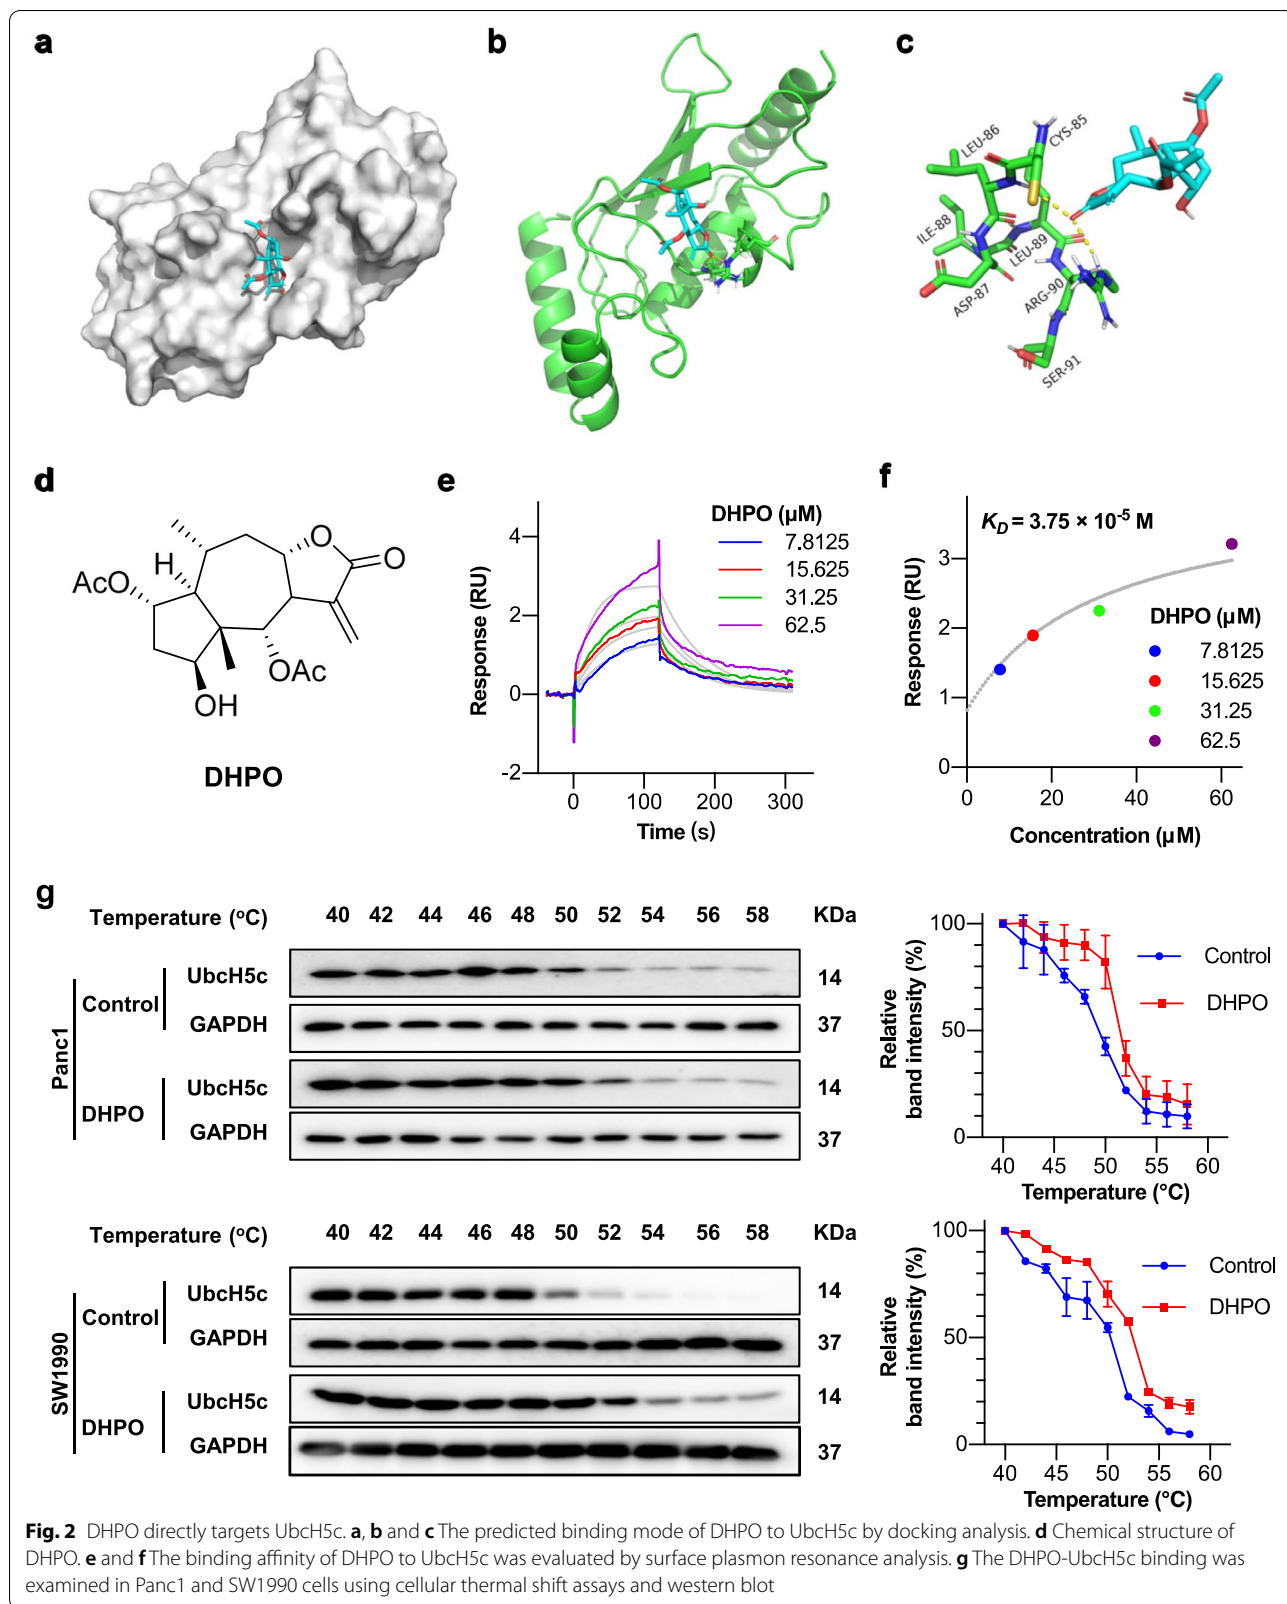 a
b
c
LEU-86
CYS-85
ILE-88
LEU-89
ASP-87
ARG-90
SER-91
d
H
O
O
AcO
OAc
OH
DHPO
e
DHPO (µM)
7.8125
15.625
31.25
62.5
Response (RU)
4
2
0
-2
0 100 200 300
Time (s)
f
K_D = 3.75 × 10^-5 M
Response (RU)
3
2
1
0
DHPO (µM)
7.8125
15.625
31.25
62.5
0 20 40 60
Concentration (µM)
g
Temperature (°C) 40 42 44 46 48 50 52 54 56 58 KDa
Panc1
Control
UbcH5c 14
GAPDH 37
DHPO
UbcH5c 14
GAPDH 37
Relative
band intensity (%)
100
50
0
Control
DHPO
40 45 50 55 60
Temperature (°C)
Temperature (°C) 40 42 44 46 48 50 52 54 56 58 KDa
SW1990
Control
UbcH5c 14
GAPDH 37
DHPO
UbcH5c 14
GAPDH 37
Relative
band intensity (%)
100
50
0
Control
DHPO
40 45 50 55 60
Temperature (°C)
Fig. 2 DHPO directly targets UbcH5c. a, b and c The predicted binding mode of DHPO to UbcH5c by docking analysis. d Chemical structure of
DHPO. e and f The binding affinity of DHPO to UbcH5c was evaluated by surface plasmon resonance analysis. g The DHPO-UbcH5c binding was
examined in Panc1 and SW1990 cells using cellular thermal shift assays and western blot